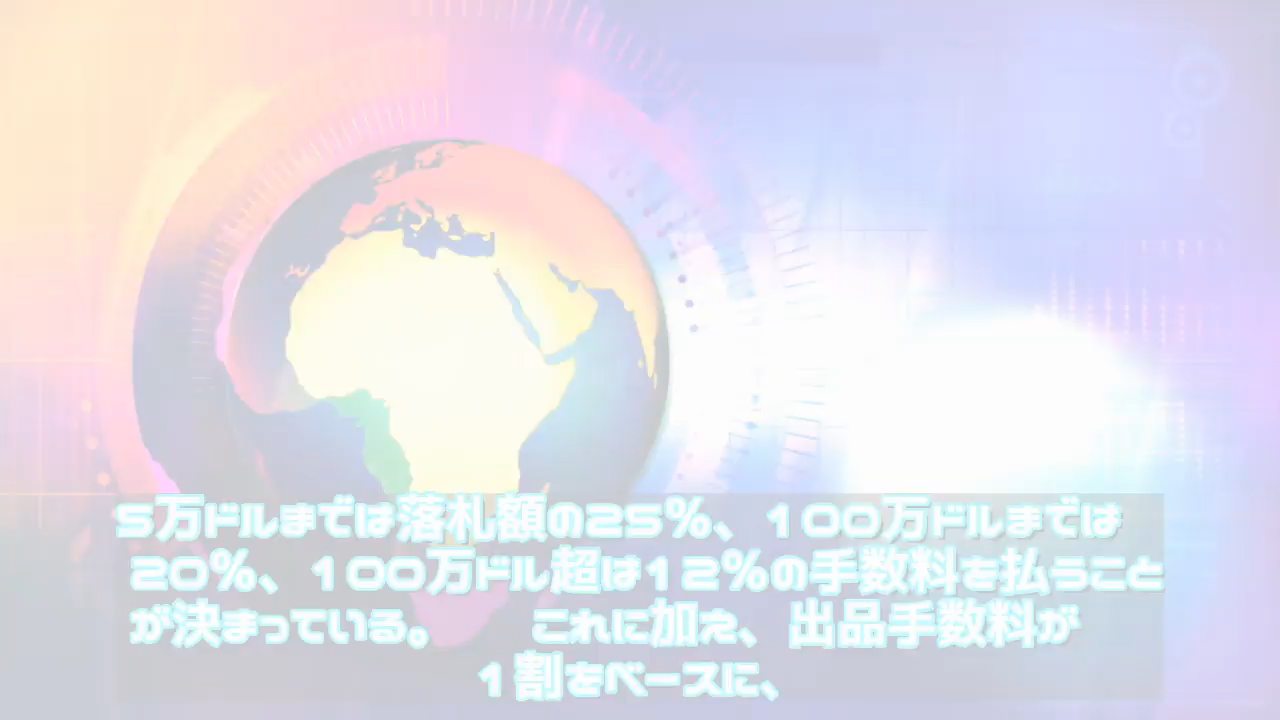 5万ドルまでは落札額の25%、100万ドルまでは
20%、100万ドル超は12%の手数料を払うこと
が決まっている。　　これに加え、出品手数料が
1割をベースに、